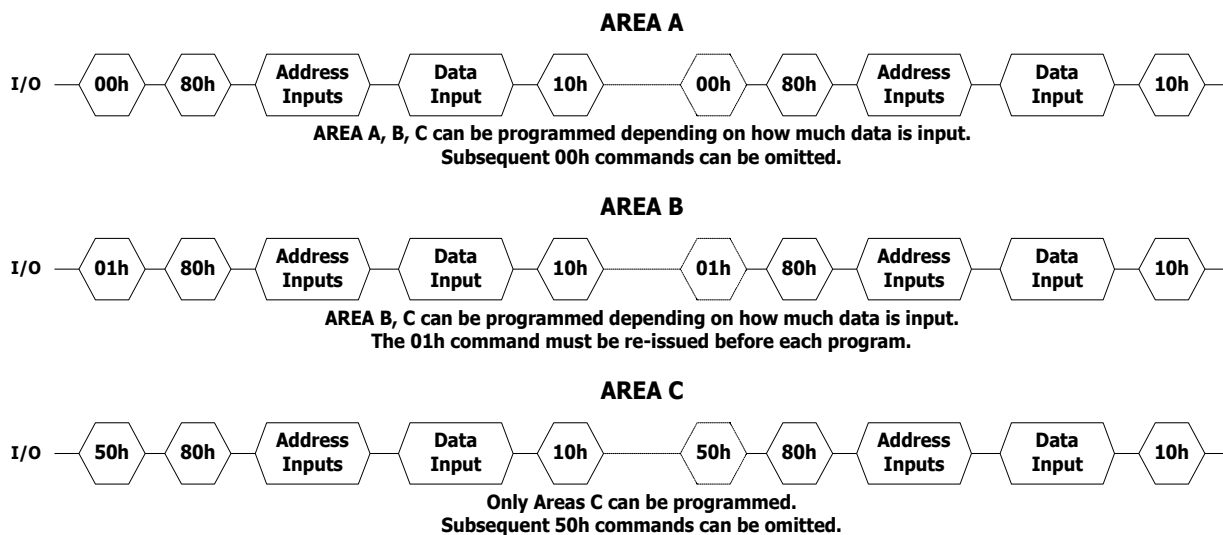 AREA A
I/O 00h 80h Address Inputs Data Input 10h 00h 80h Address Inputs Data Input 10h
AREA A, B, C can be programmed depending on how much data is input.
Subsequent 00h commands can be omitted.
AREA B
I/O 01h 80h Address Inputs Data Input 10h 01h 80h Address Inputs Data Input 10h
AREA B, C can be programmed depending on how much data is input.
The 01h command must be re-issued before each program.
AREA C
I/O 50h 80h Address Inputs Data Input 10h 50h 80h Address Inputs Data Input 10h
Only Areas C can be programmed.
Subsequent 50h commands can be omitted.